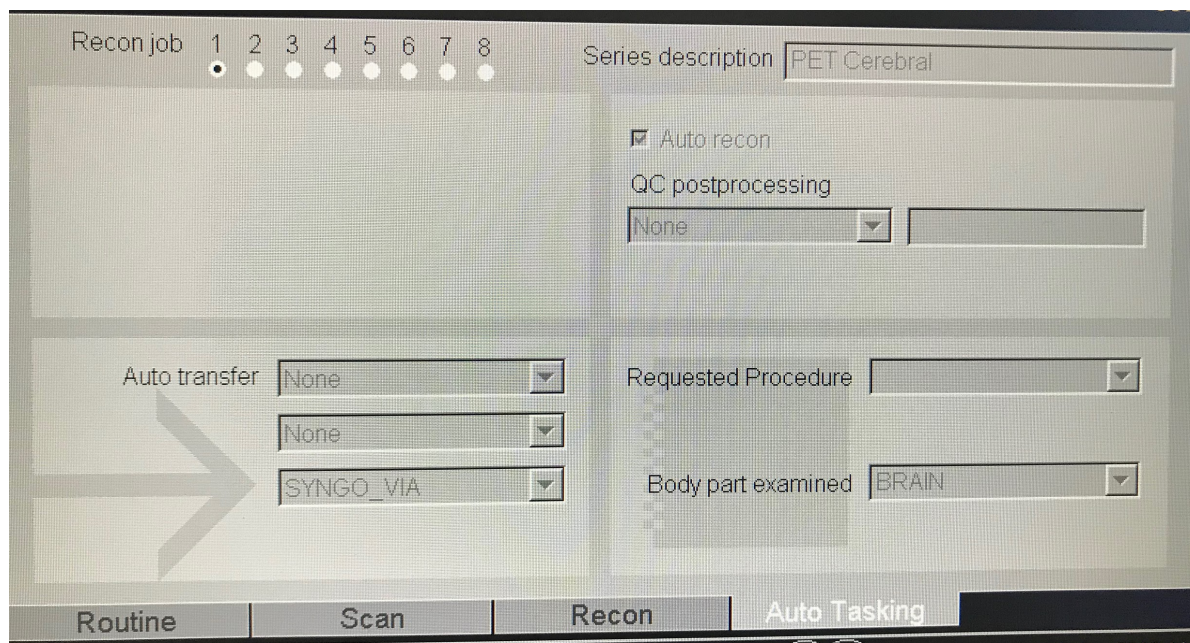 Recon job 1 2 3 4 5 6 7 8
Series description PET Cerebral
Auto recon
QC postprocessing
None
Auto transfer None
None
SYNGO_VIA
Requested Procedure
Body part examined BRAIN
Routine Scan Recon Auto Tasking